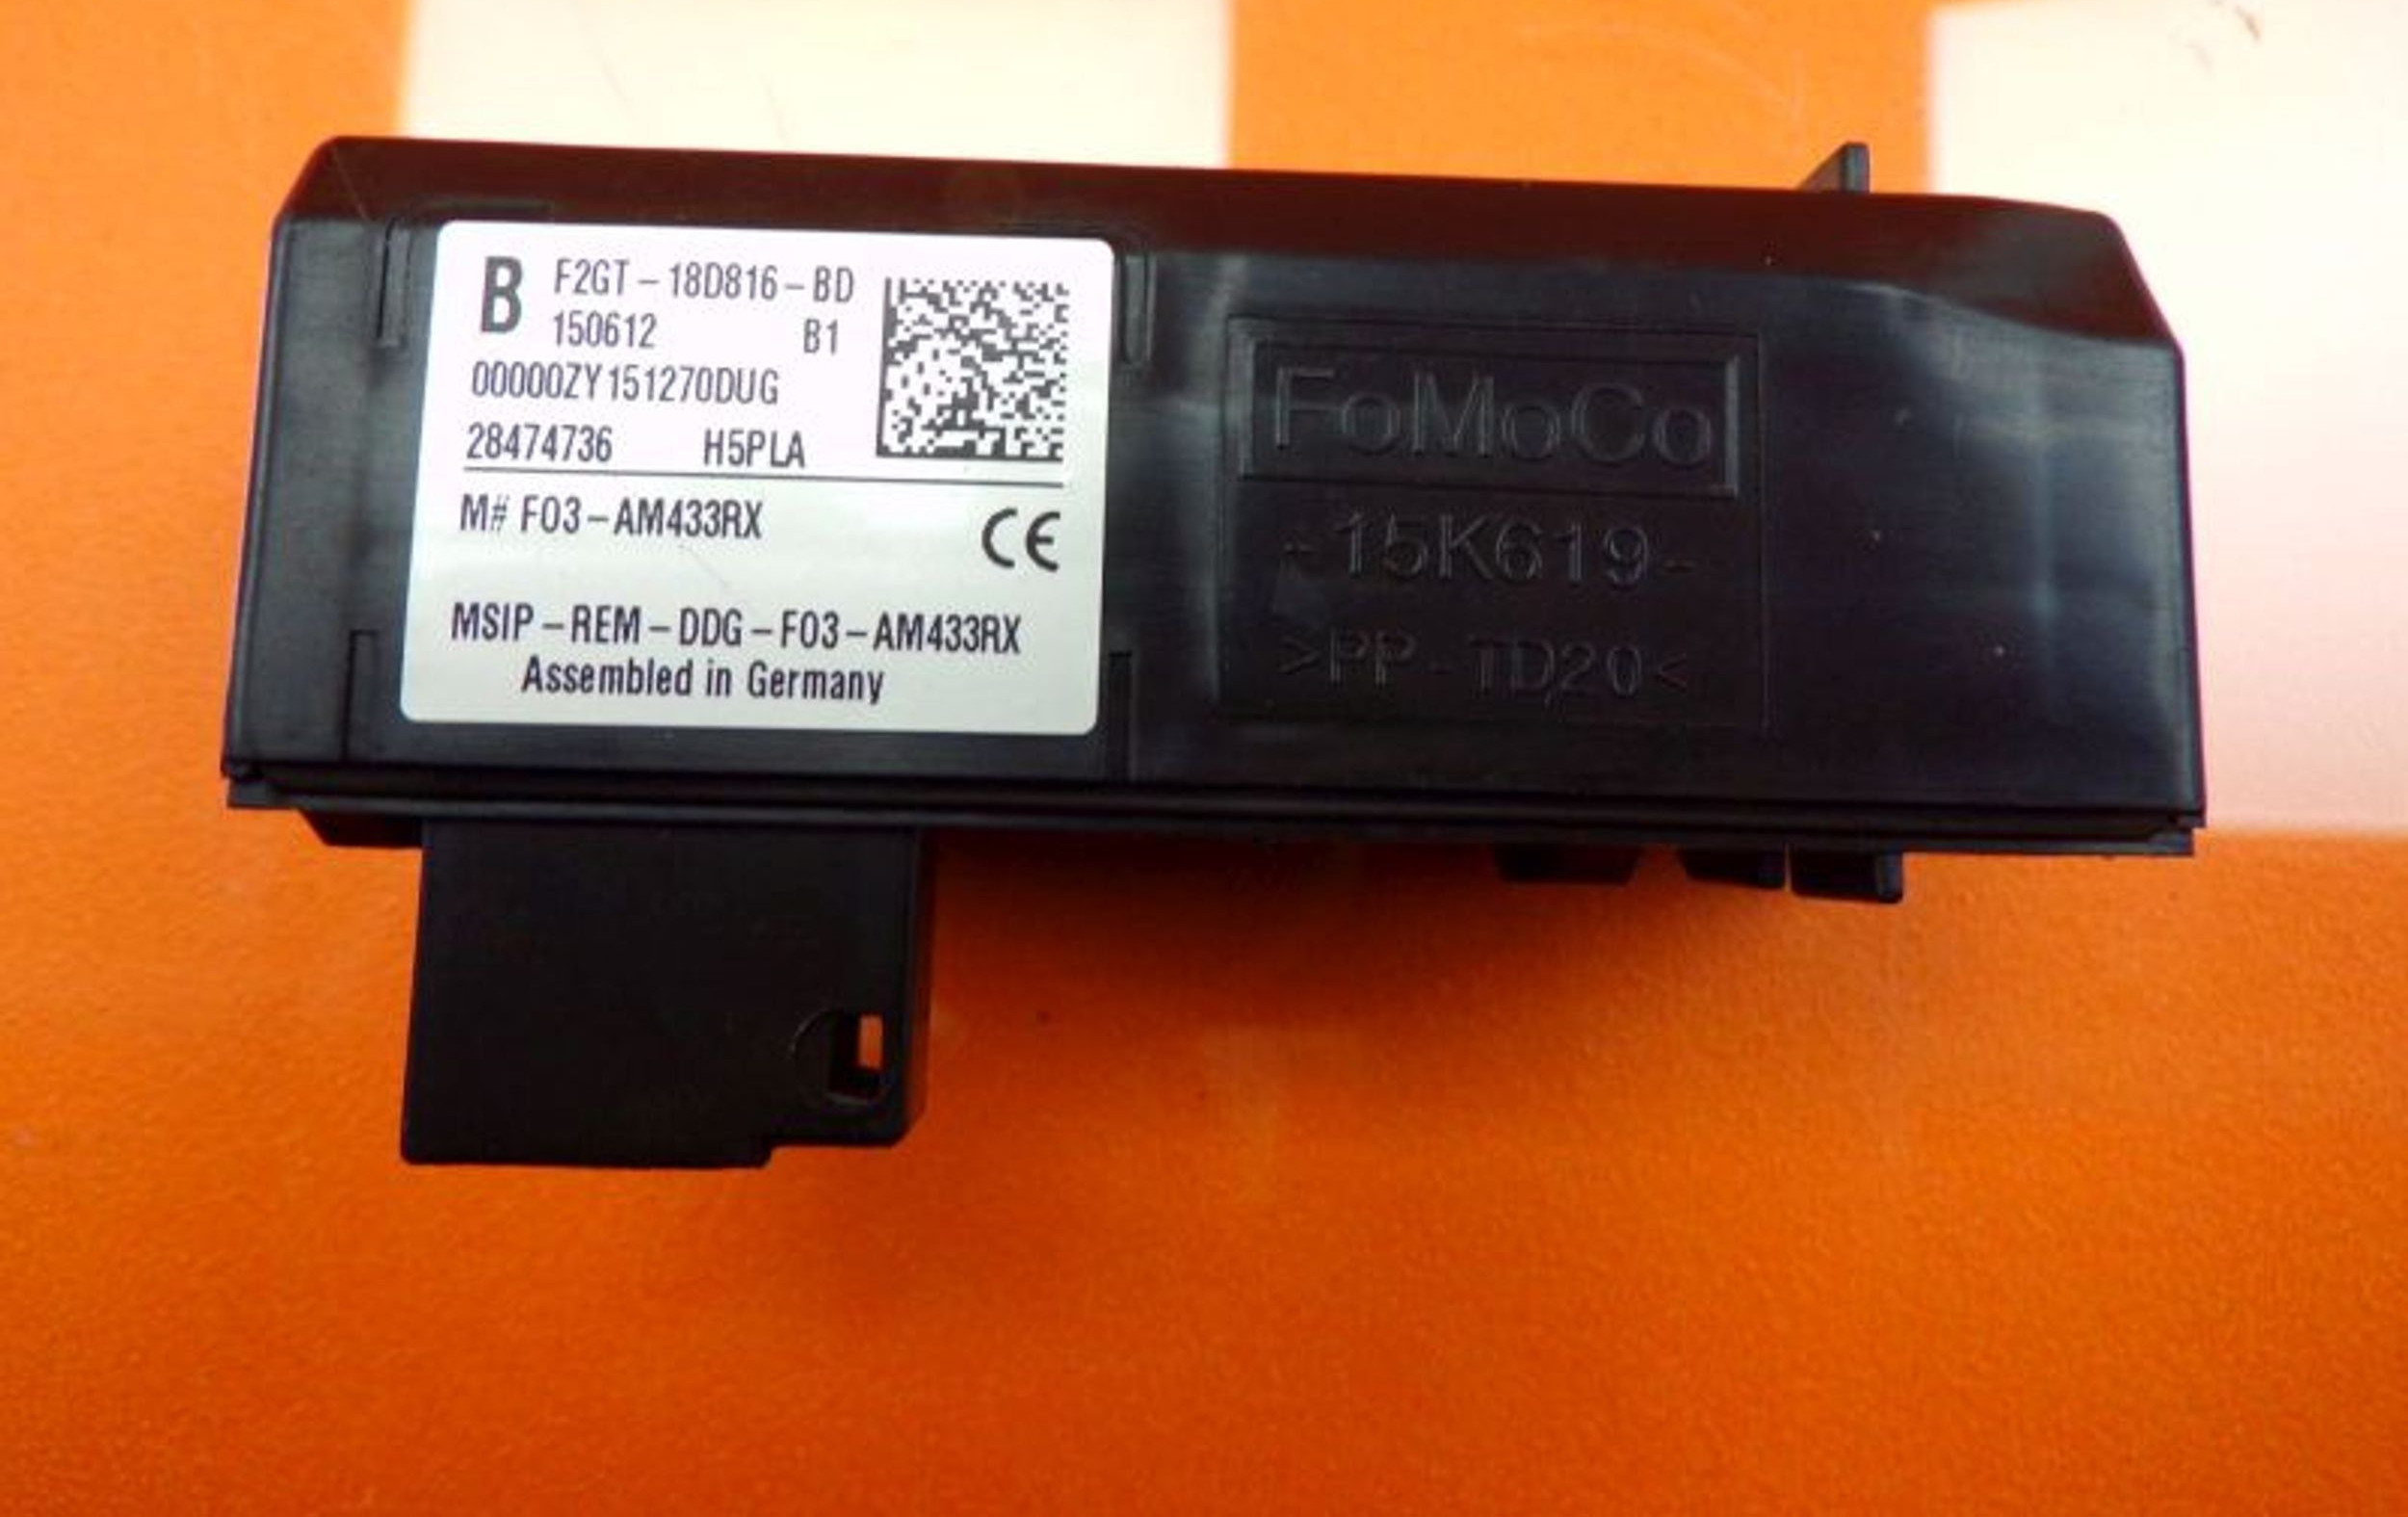 B F2GT-18D816-BD
150612 B1
00000ZY151270DUG
28474736 H5PLA
M# F03-AM433RX
CE
MSIP-REM-DDG-F03-AM433RX
Assembled in Germany
FoMoCo
-15K619-
>PP-TD20<